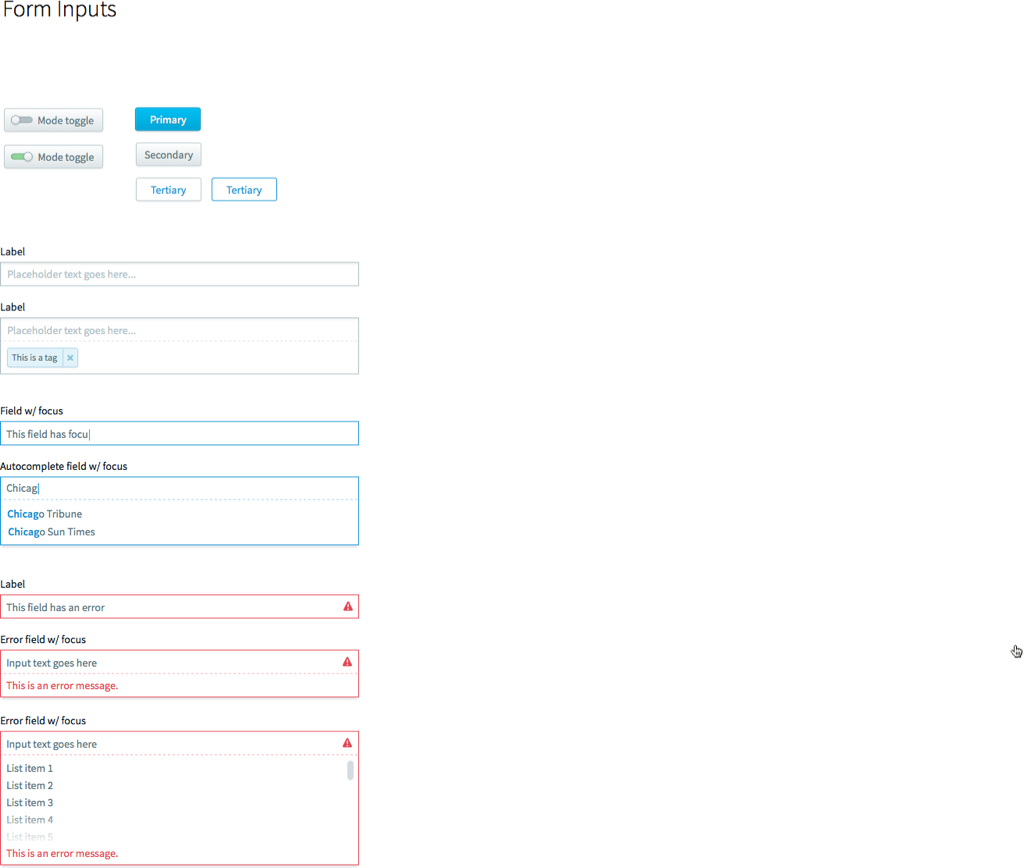 Form Inputs
Mode toggle
Primary
Mode toggle
Secondary
Tertiary
Tertiary
Label
Placeholder text goes here...
Label
Placeholder text goes here...
This is a tag ×
Field w/ focus
This field has focu
Autocomplete field w/ focus
Chicag
Chicago Tribune
Chicago Sun Times
Label
This field has an error
Error field w/ focus
Input text goes here
This is an error message.
Error field w/ focus
Input text goes here
List item 1
List item 2
List item 3
List item 4
List item 5
This is an error message.